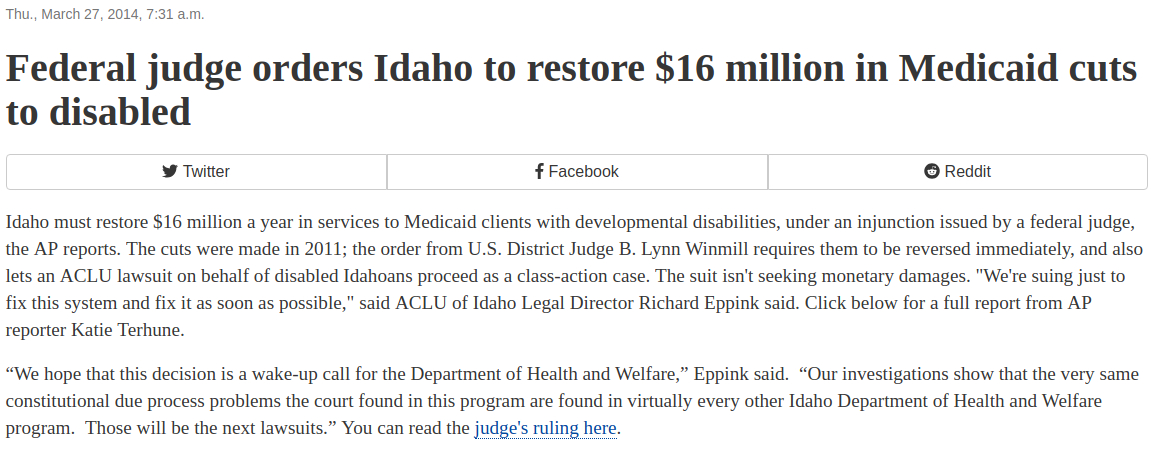 Thu., March 27, 2014, 7:31 a.m.
Federal judge orders Idaho to restore $16 million in Medicaid cuts
to disabled
Twitter Facebook Reddit
Idaho must restore $16 million a year in services to Medicaid clients with developmental disabilities, under an injunction issued by a federal judge,
the AP reports. The cuts were made in 2011; the order from U.S. District Judge B. Lynn Winmill requires them to be reversed immediately, and also
lets an ACLU lawsuit on behalf of disabled Idahoans proceed as a class-action case. The suit isn't seeking monetary damages. "We're suing just to
fix this system and fix it as soon as possible," said ACLU of Idaho Legal Director Richard Eppink said. Click below for a full report from AP
reporter Katie Terhune.
“We hope that this decision is a wake-up call for the Department of Health and Welfare,” Eppink said.  “Our investigations show that the very same
constitutional due process problems the court found in this program are found in virtually every other Idaho Department of Health and Welfare
program.  Those will be the next lawsuits.” You can read the judge's ruling here.